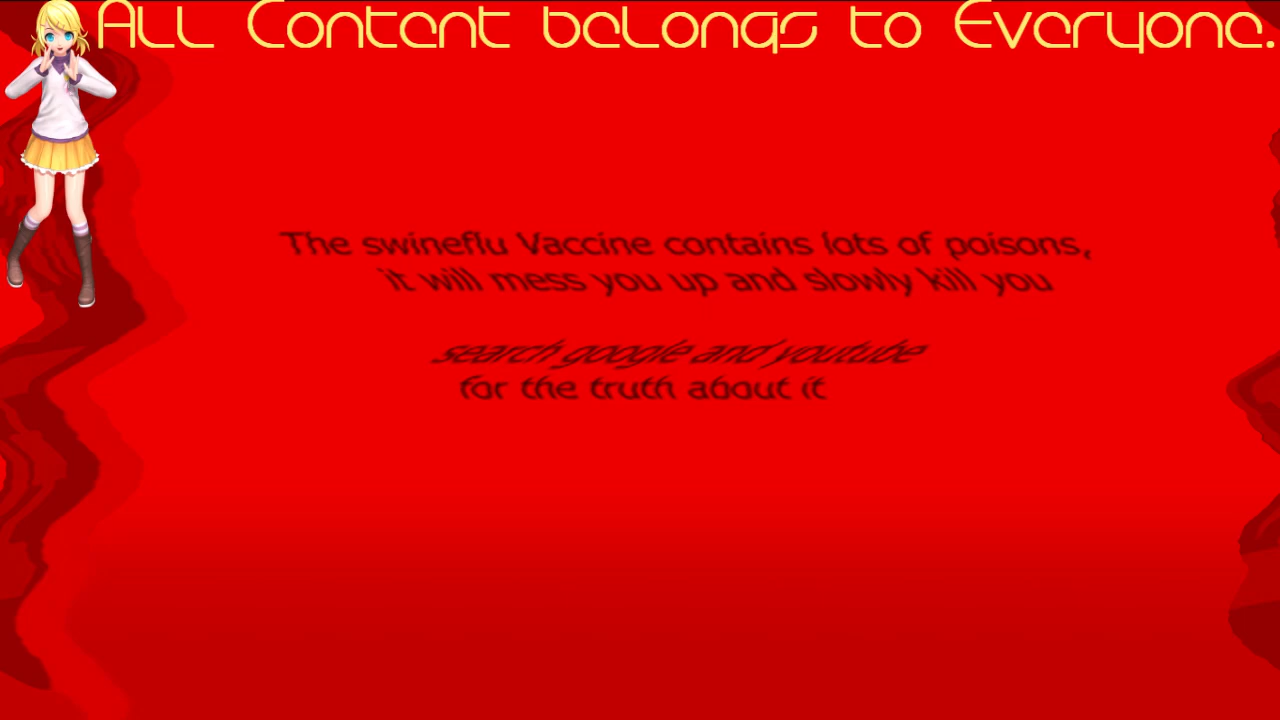 All Content belongs to Everyone.
The swineflu Vaccine contains lots of poisons,
it will mess you up and slowly kill you
search google and youtube
for the truth about it